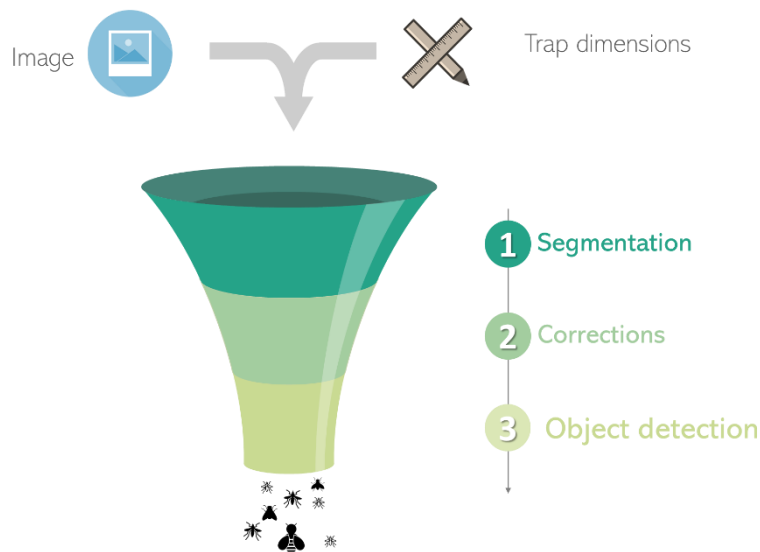 Image
Trap dimensions
1 Segmentation
2 Corrections
3 Object detection